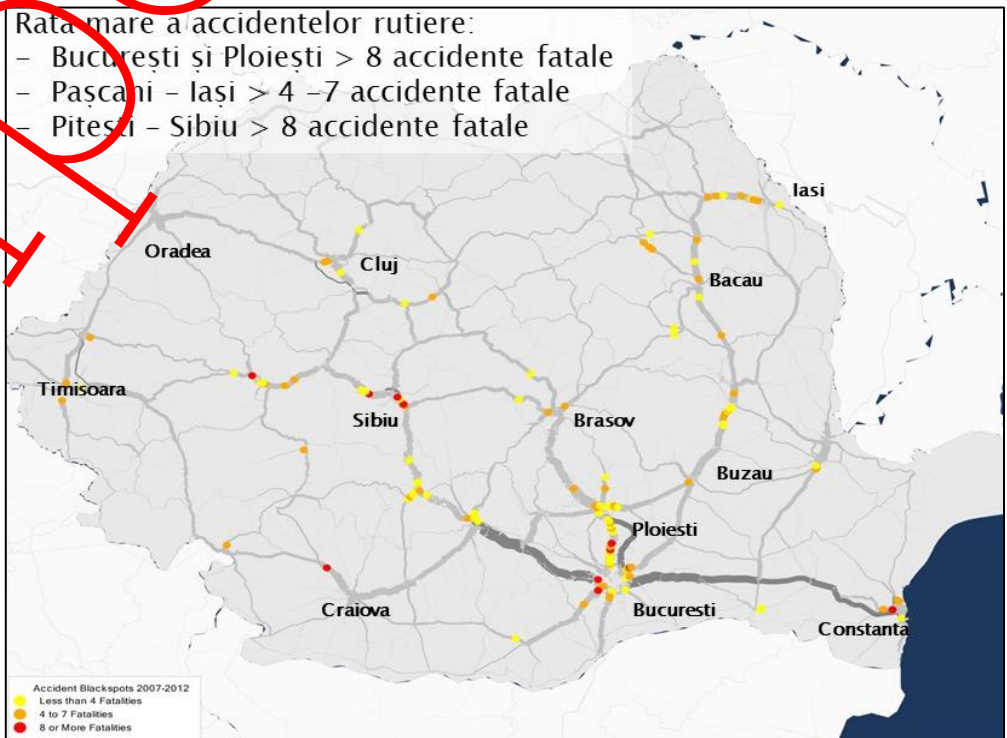 Rata mare a accidentelor rutiere:
- București și Ploiești > 8 accidente fatale
- Pașcani - Iași > 4 -7 accidente fatale
- Pitești - Sibiu > 8 accidente fatale
Iasi
Oradea
Cluj
Bacau
Timisoara
Sibiu
Brasov
Buzau
Ploiesti
Craiova
Bucuresti
Constanta
Accident Blackspots 2007-2012
Less than 4 Fatalities
4 to 7 Fatalities
8 or More Fatalities